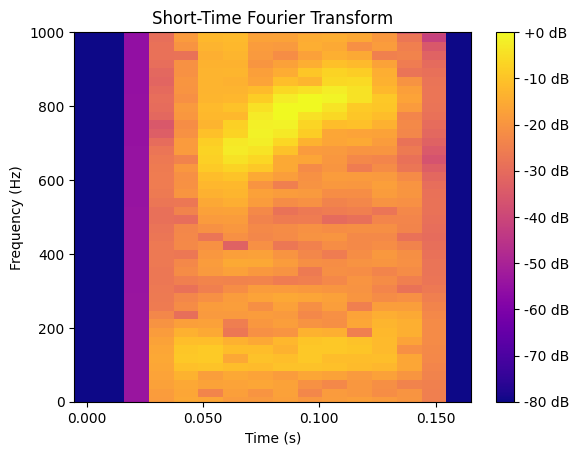 Short-Time Fourier Transform
1000
800
600
400
200
0
Frequency (Hz)
0.000
0.050
0.100
0.150
Time (s)
+0 dB
-10 dB
-20 dB
-30 dB
-40 dB
-50 dB
-60 dB
-70 dB
-80 dB